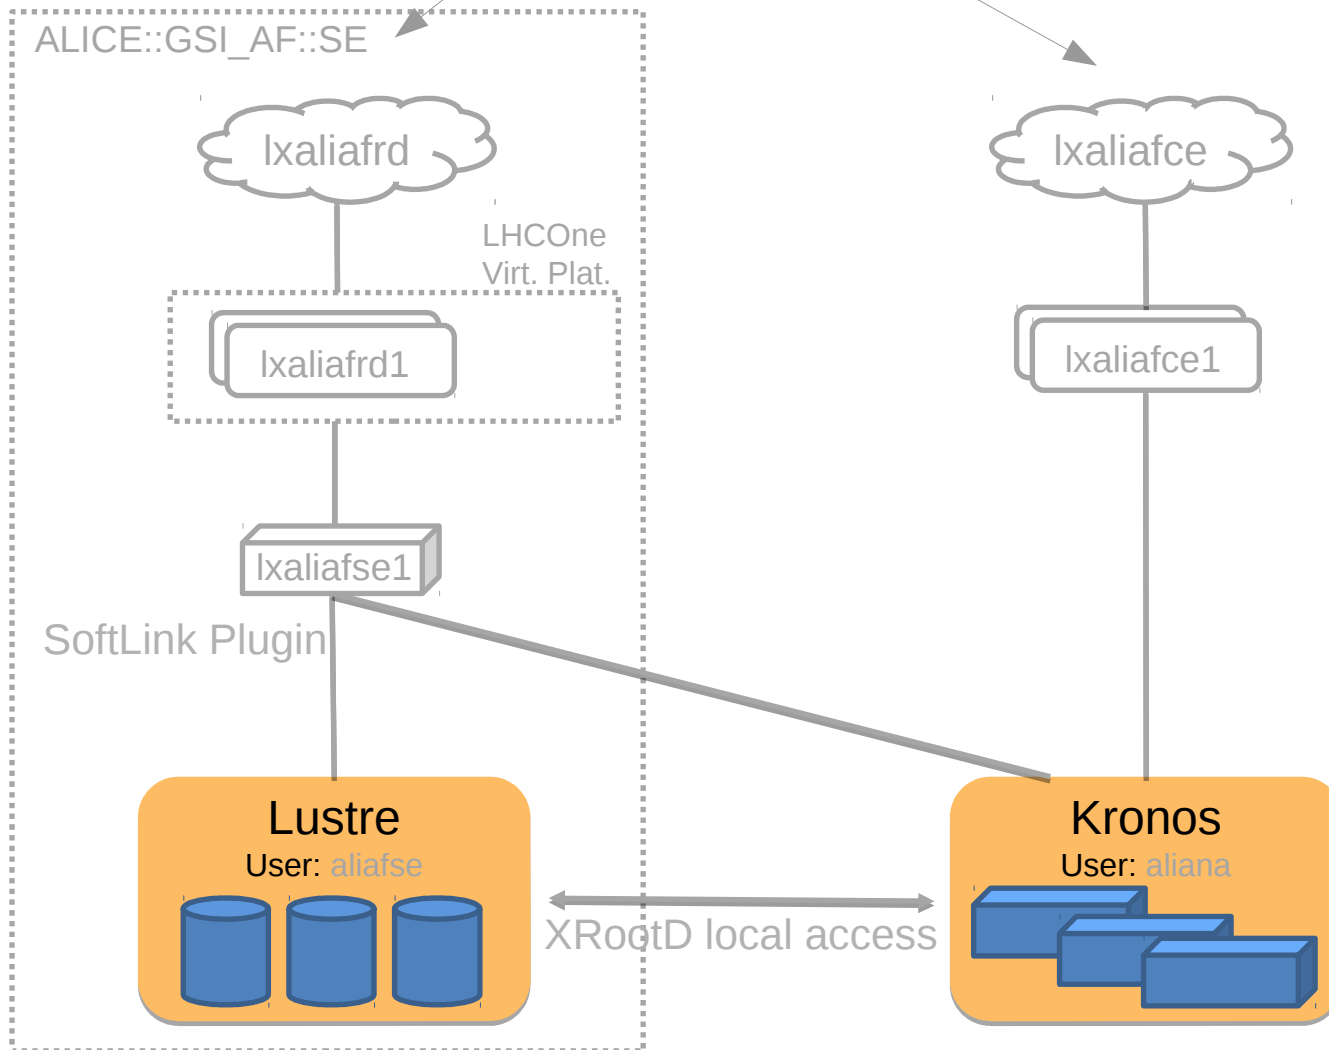 ALICE::GSI_AF::SE
lxaliafrd
lxaliafce
LHCOne
Virt. Plat.
lxaliafrd1
lxaliafce1
lxaliafse1
SoftLink Plugin
Lustre
User: aliafse
Kronos
User: aliana
XRootD local access